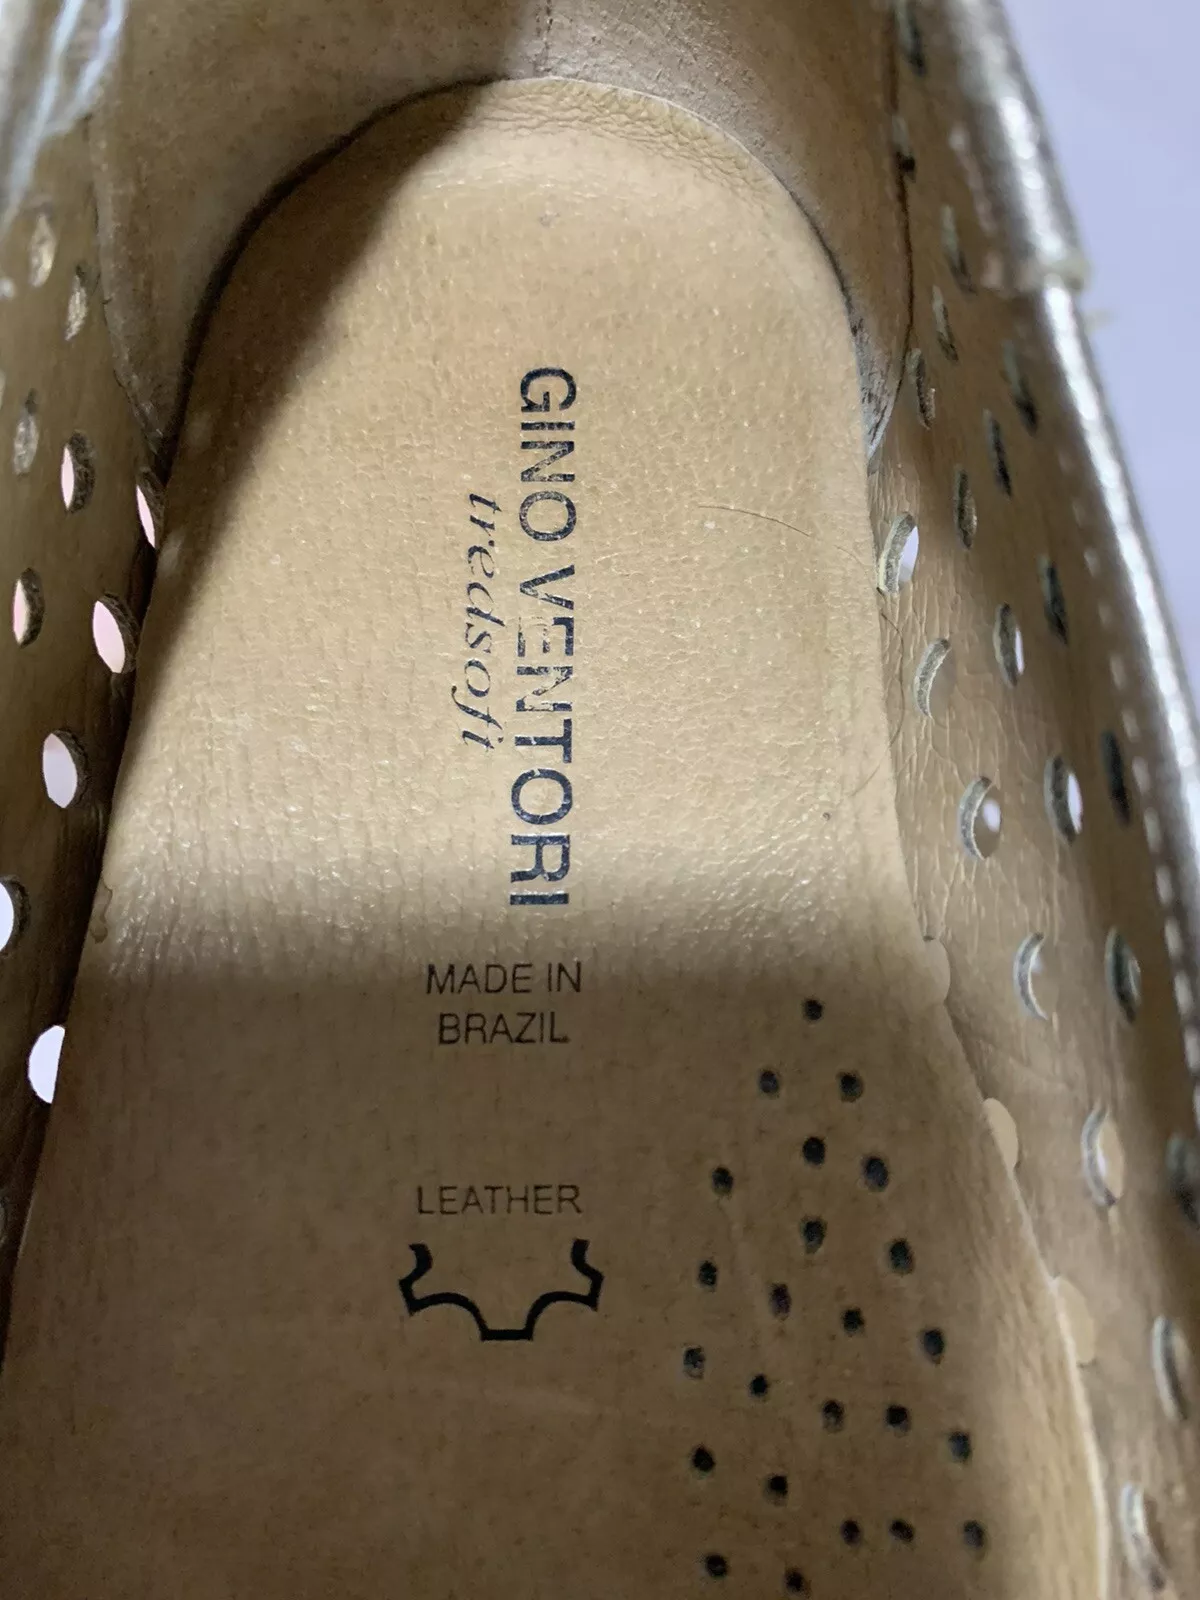 GINO VENTORI
tredsoft
MADE IN
BRAZIL
LEATHER